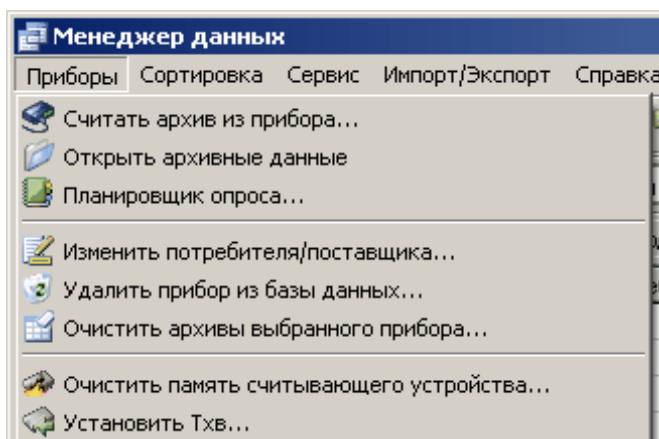 Менеджер данных
Приборы Сортировка Сервис Импорт/Экспорт Справка
Считать архив из прибора...
Открыть архивные данные
Планировщик опроса...
Изменить потребителя/поставщика...
Удалить прибор из базы данных...
Очистить архивы выбранного прибора...
Очистить память считывающего устройства...
Установить Тхв...